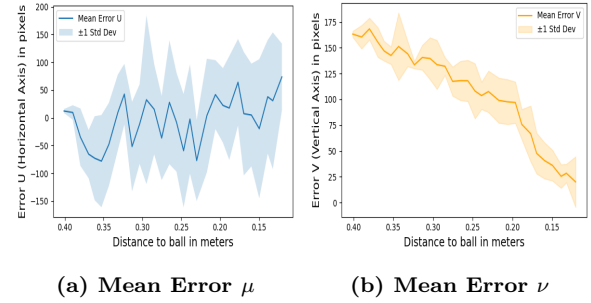 Mean Error U
±1 Std Dev
Error U (Horizontal Axis) in pixels
200
150
100
50
0
−50
−100
−150
0.40 0.35 0.30 0.25 0.20 0.15
Distance to ball in meters
(a) Mean Error μ
Mean Error V
±1 Std Dev
Error V (Vertical Axis) in pixels
175
150
125
100
75
50
25
0
0.40 0.35 0.30 0.25 0.20 0.15
Distance to ball in meters
(b) Mean Error ν